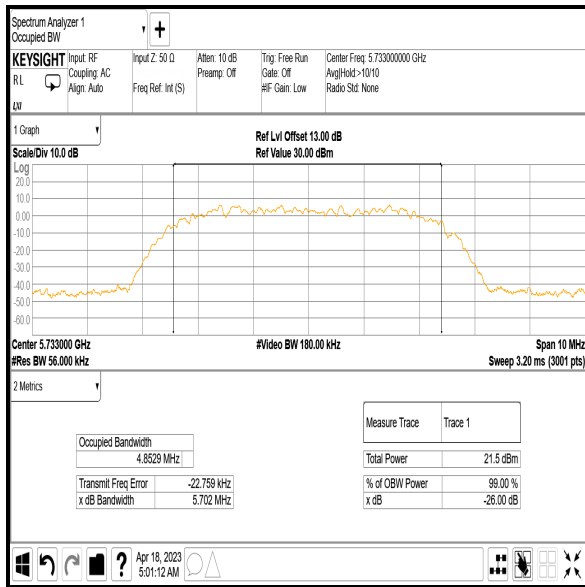 Spectrum Analyzer 1
Occupied BW
KEYSIGHT
RL
LXI
Input: RF
Coupling: AC
Align: Auto
Input Z: 50 Ω
Freq Ref: Int (S)
Atten: 10 dB
Preamp: Off
Trig: Free Run
Gate: Off
#IF Gain: Low
Center Freq: 5.733000000 GHz
Avg|Hold:>10/10
Radio Std: None
1 Graph
Scale/Div 10.0 dB
Ref Lvl Offset 13.00 dB
Ref Value 30.00 dBm
Log
20.0
10.0
0.00
-10.0
-20.0
-30.0
-40.0
-50.0
-60.0
Center 5.733000 GHz
#Video BW 180.00 kHz
Span 10 MHz
#Res BW 56.000 kHz
Sweep 3.20 ms (3001 pts)
2 Metrics
Occupied Bandwidth
4.8529 MHz
Transmit Freq Error -22.759 kHz
x dB Bandwidth 5.702 MHz
Measure Trace Trace 1
Total Power 21.5 dBm
% of OBW Power 99.00 %
x dB -26.00 dB
?
Apr 18, 2023
5:01:12 AM